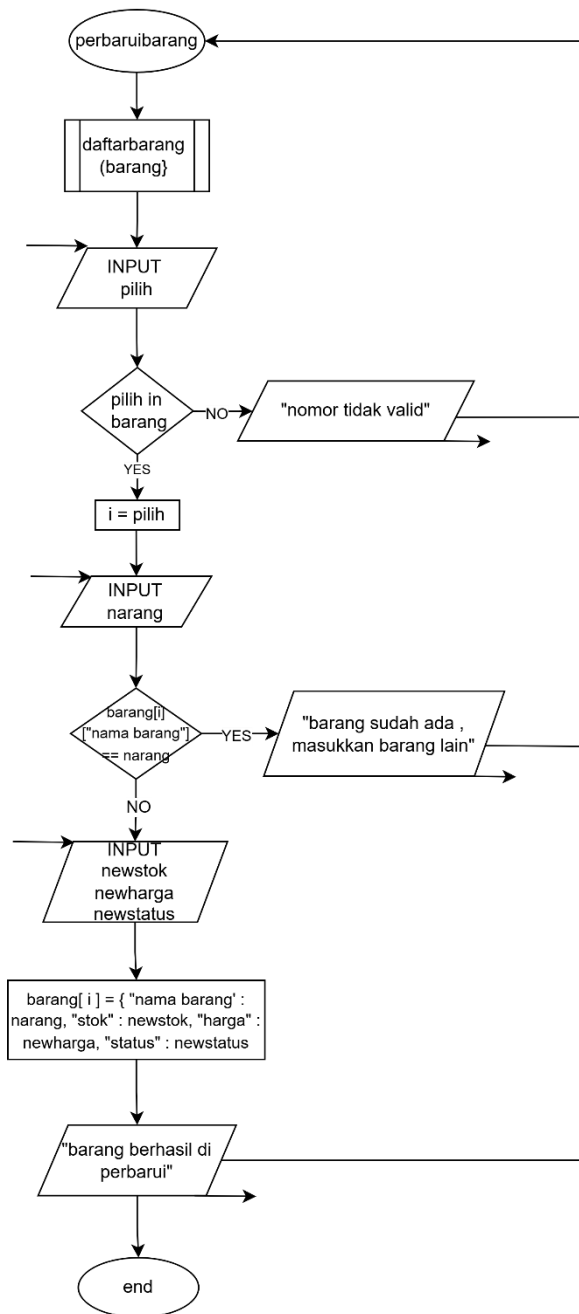 perbaruibarang
daftarbarang
(barang}
INPUT
pilih
pilih in
barang
NO
"nomor tidak valid"
YES
i = pilih
INPUT
narang
barang[i]
["nama barang"]
== narang
YES
"barang sudah ada ,
masukkan barang lain"
NO
INPUT
newstok
newharga
newstatus
barang[ i ] = { "nama barang' :
narang, "stok" : newstok, "harga" :
newharga, "status" : newstatus
"barang berhasil di
perbarui"
end